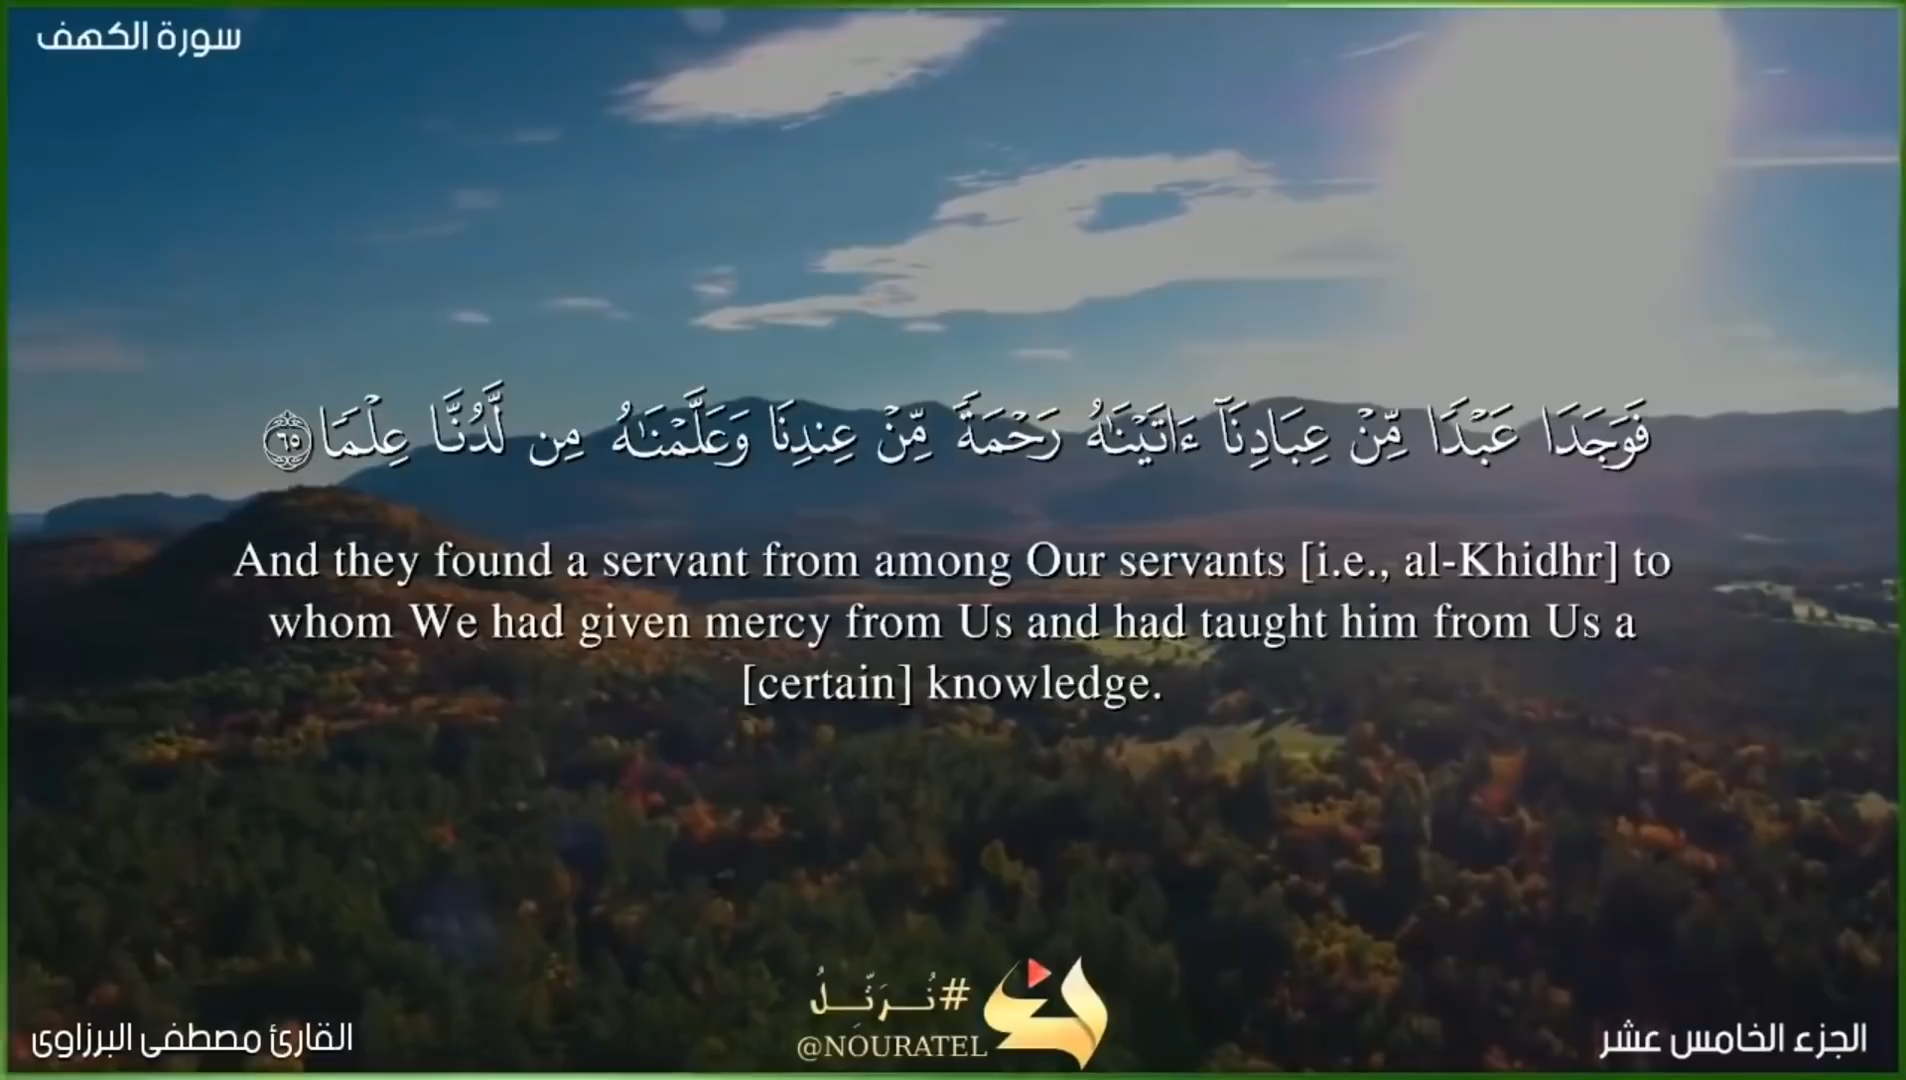 سورة الكهف
فَوَجَدَا عَبْدًا مِّنْ عِبَادِنَآ ءَاتَيْنَٰهُ رَحْمَةً مِّنْ عِندِنَا وَعَلَّمْنَٰهُ مِن لَّدُنَّا عِلْمًا ٦٥
And they found a servant from among Our servants [i.e., al-Khidhr] to
whom We had given mercy from Us and had taught him from Us a
[certain] knowledge.
#نُرَتِّلُ
@NOURATEL
الجزء الخامس عشر
القارئ مصطفى البرزاوى